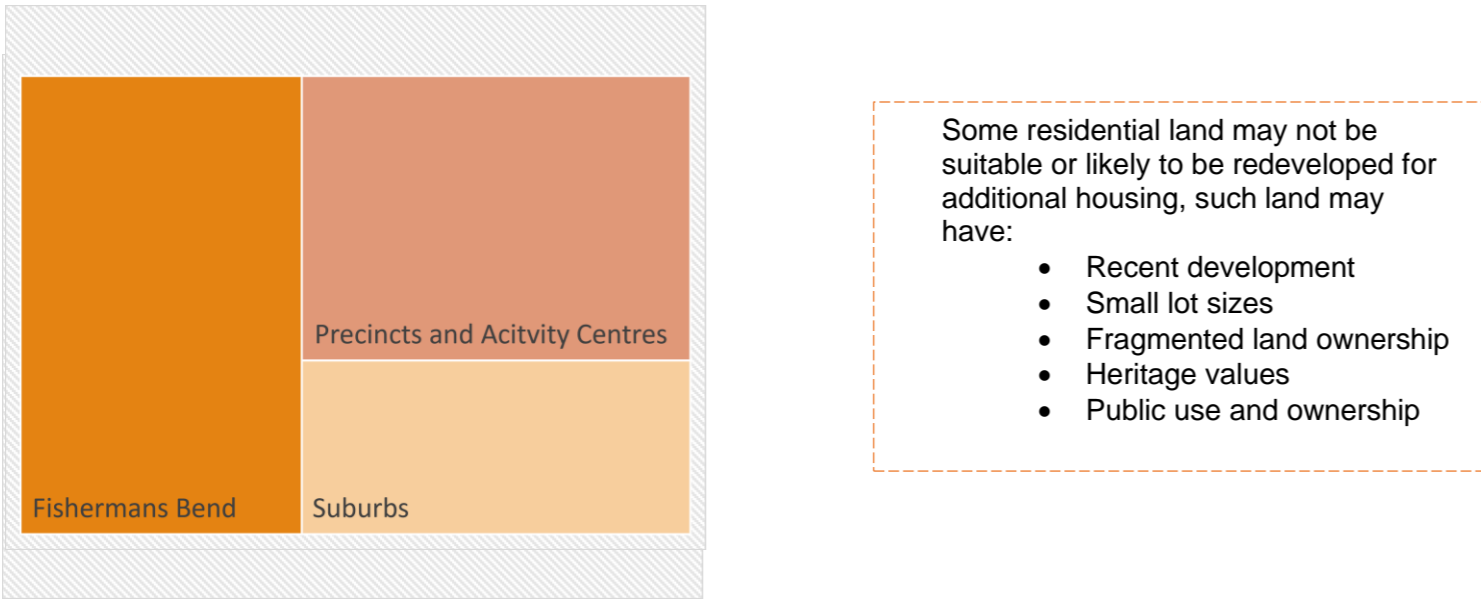 Precincts and Acitvity Centres
Fishermans Bend
Suburbs
Some residential land may not be
suitable or likely to be redeveloped for
additional housing, such land may
have:
• Recent development
• Small lot sizes
• Fragmented land ownership
• Heritage values
• Public use and ownership